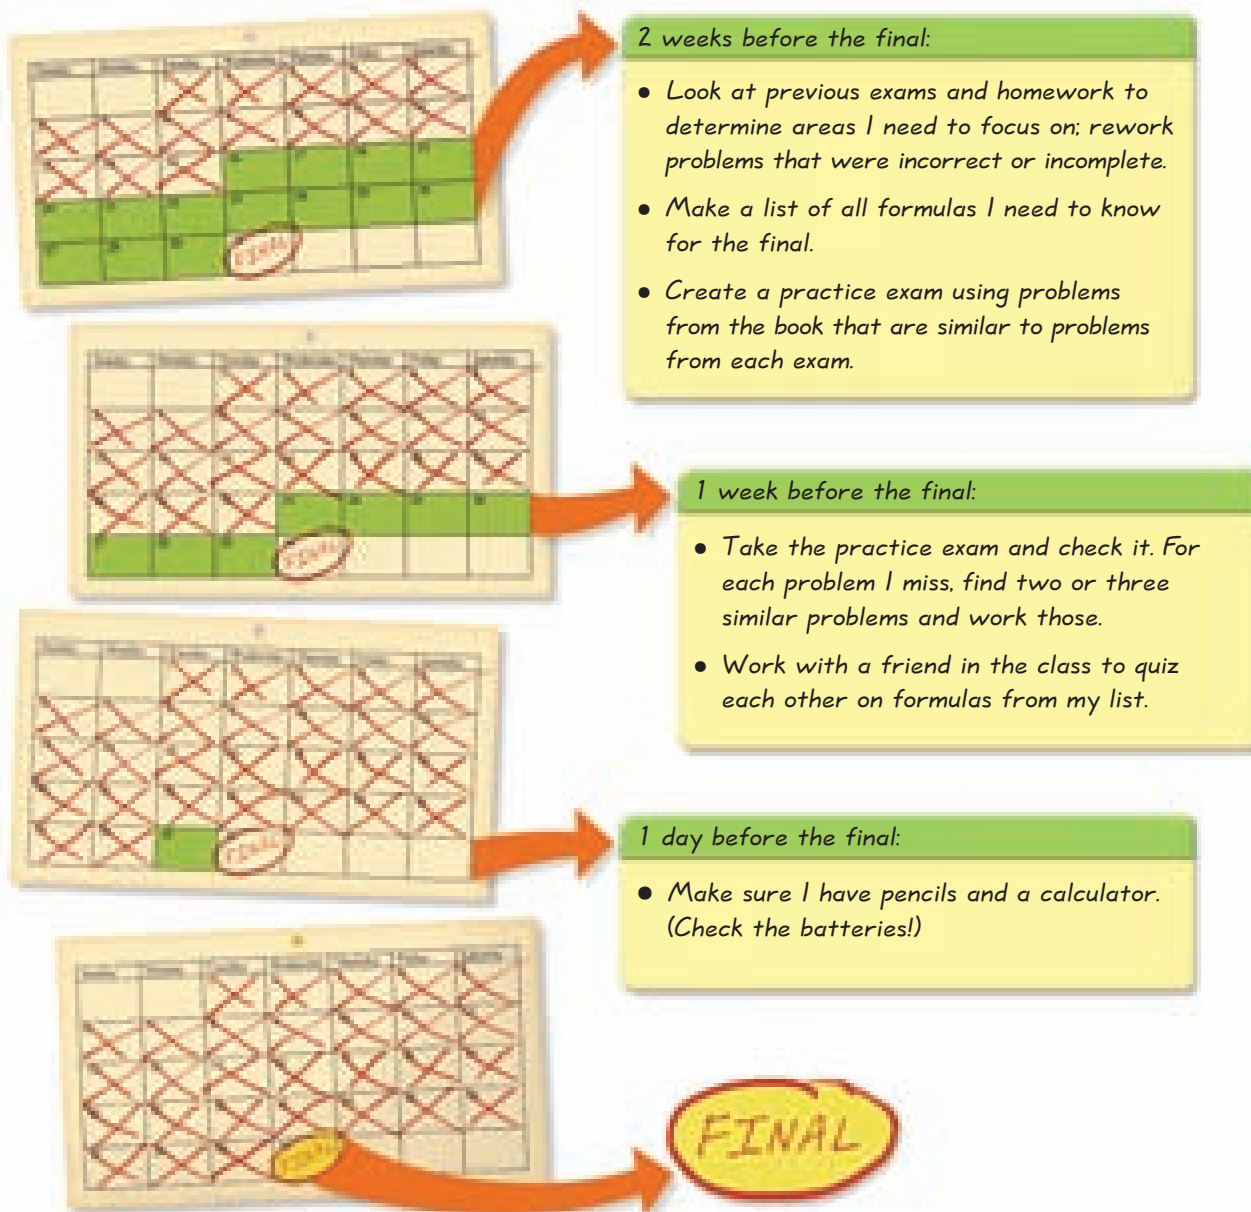 2 weeks before the final:
• Look at previous exams and homework to
determine areas I need to focus on; rework
problems that were incorrect or incomplete.
• Make a list of all formulas I need to know
for the final.
• Create a practice exam using problems
from the book that are similar to problems
from each exam.
FINAL
1 week before the final:
• Take the practice exam and check it. For
each problem I miss, find two or three
similar problems and work those.
• Work with a friend in the class to quiz
each other on formulas from my list.
FINAL
1 day before the final:
• Make sure I have pencils and a calculator.
(Check the batteries!)
FINAL
FINAL
FINAL